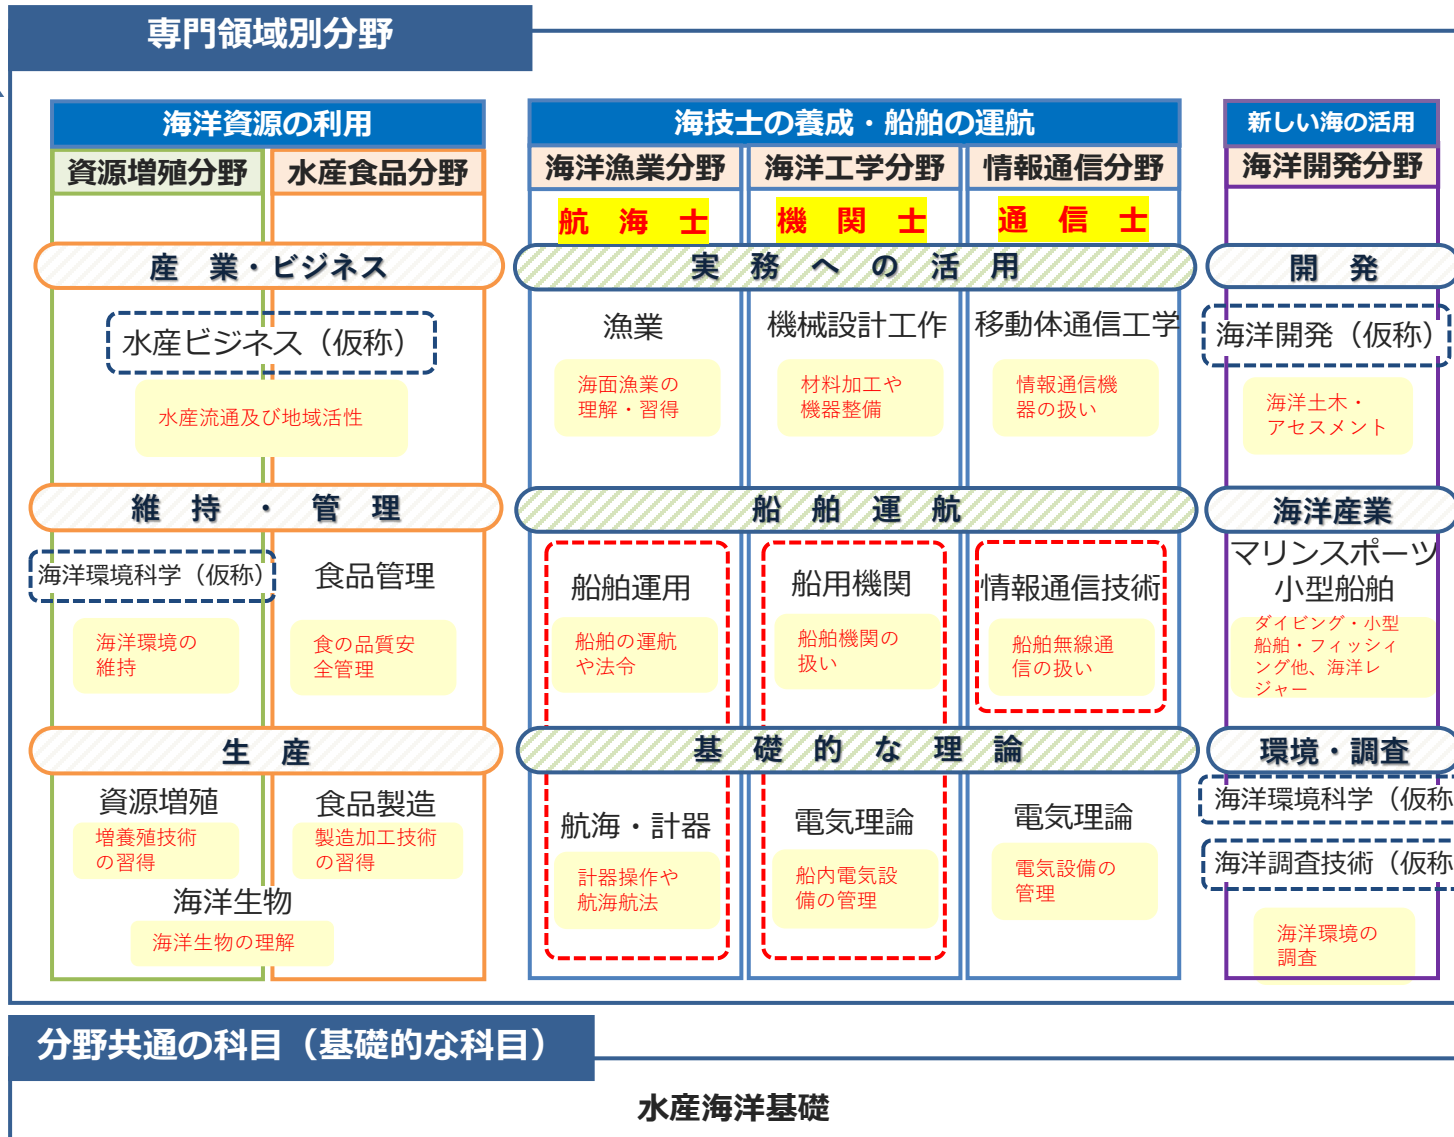 専門領域別分野
海洋資源の利用
資源増殖分野
水産食品分野
産 業・ビジネス
水産ビジネス（仮称）
水産流通及び地域活性
維 持 ・ 管 理
海洋環境科学（仮称）
海洋環境の
維持
食品管理
食の品質安
全管理
生 産
資源増殖
増養殖技術
の習得
食品製造
製造加工技術
の習得
海洋生物
海洋生物の理解
海技士の養成・船舶の運航
海洋漁業分野
海洋工学分野
情報通信分野
航 海 士
機 関 士
通 信 士
実 務 へ の 活 用
漁業
海面漁業の
理解・習得
機械設計工作
材料加工や
機器整備
移動体通信工学
情報通信機
器の扱い
船 舶 運 航
船舶運用
船舶の運航
や法令
船用機関
船舶機関の
扱い
情報通信技術
船舶無線通
信の扱い
基 礎 的 な 理 論
航海・計器
計器操作や
航海航法
電気理論
船内電気設
備の管理
電気理論
電気設備の
管理
新しい海の活用
海洋開発分野
開 発
海洋開発（仮称）
海洋土木・
アセスメント
海洋産業
マリンスポーツ
小型船舶
ダイビング・小型
船舶・フィッシィ
ング他、海洋レ
ジャー
環境・調査
海洋環境科学（仮称
海洋調査技術（仮称
海洋環境の
調査
分野共通の科目（基礎的な科目）
水産海洋基礎